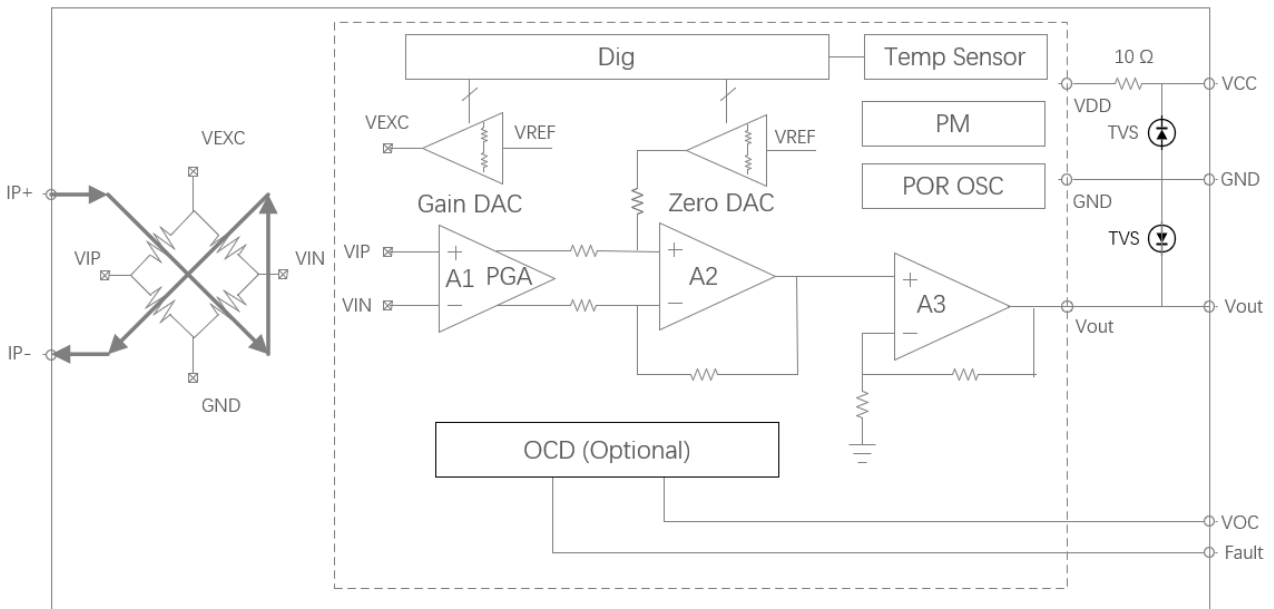 Dig
Temp Sensor
10 Ω
VCC
VDD
VEXC
VREF
VREF
PM
TVS
VEXC
IP+
Gain DAC
Zero DAC
POR OSC
GND
GND
VIP
VIN
VIP
A1
PGA
A2
TVS
VIN
A3
Vout
Vout
IP-
GND
OCD (Optional)
VOC
Fault